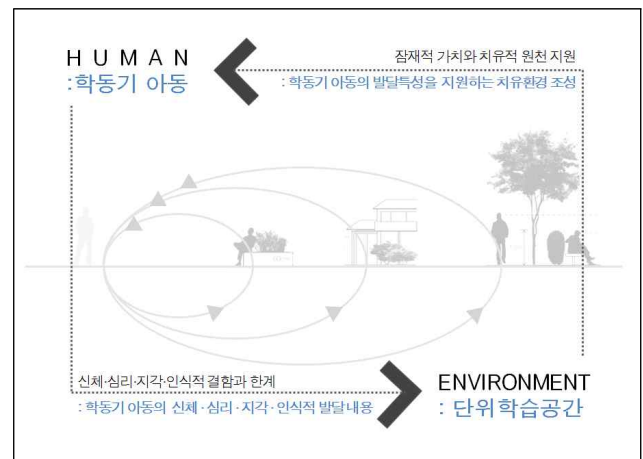 HUMAN
: 학동기 아동
잠재적 가치와 치유적 원천 지원
: 학동기 아동의 발달특성을 지원하는 치유환경 조성
신체·심리·지각·인식적 결함과 한계
: 학동기 아동의 신체·심리·지각·인식적 발달내용
ENVIRONMENT
: 단위학습공간